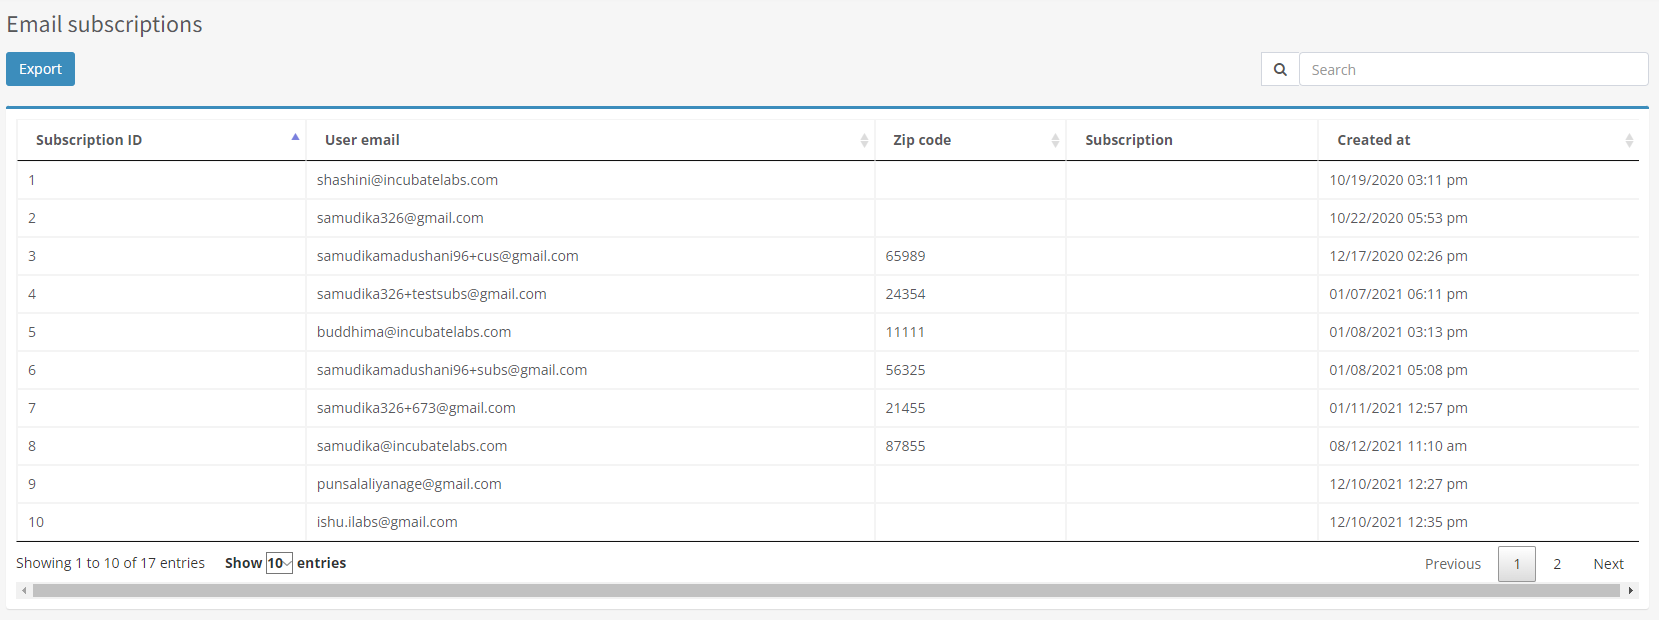 Email subscriptions
Export
Search
Subscription ID User email Zip code Subscription Created at
1 shashini@incubatelabs.com 10/19/2020 03:11 pm
2 samudika326@gmail.com 10/22/2020 05:53 pm
3 samudikamadushani96+cus@gmail.com 65989 12/17/2020 02:26 pm
4 samudika326+testsubs@gmail.com 24354 01/07/2021 06:11 pm
5 buddhima@incubatelabs.com 11111 01/08/2021 03:13 pm
6 samudikamadushani96+subs@gmail.com 56325 01/08/2021 05:08 pm
7 samudika326+673@gmail.com 21455 01/11/2021 12:57 pm
8 samudika@incubatelabs.com 87855 08/12/2021 11:10 am
9 punsalaliyanage@gmail.com 12/10/2021 12:27 pm
10 ishu.ilabs@gmail.com 12/10/2021 12:35 pm
Showing 1 to 10 of 17 entries Show 10 entries Previous 1 2 Next